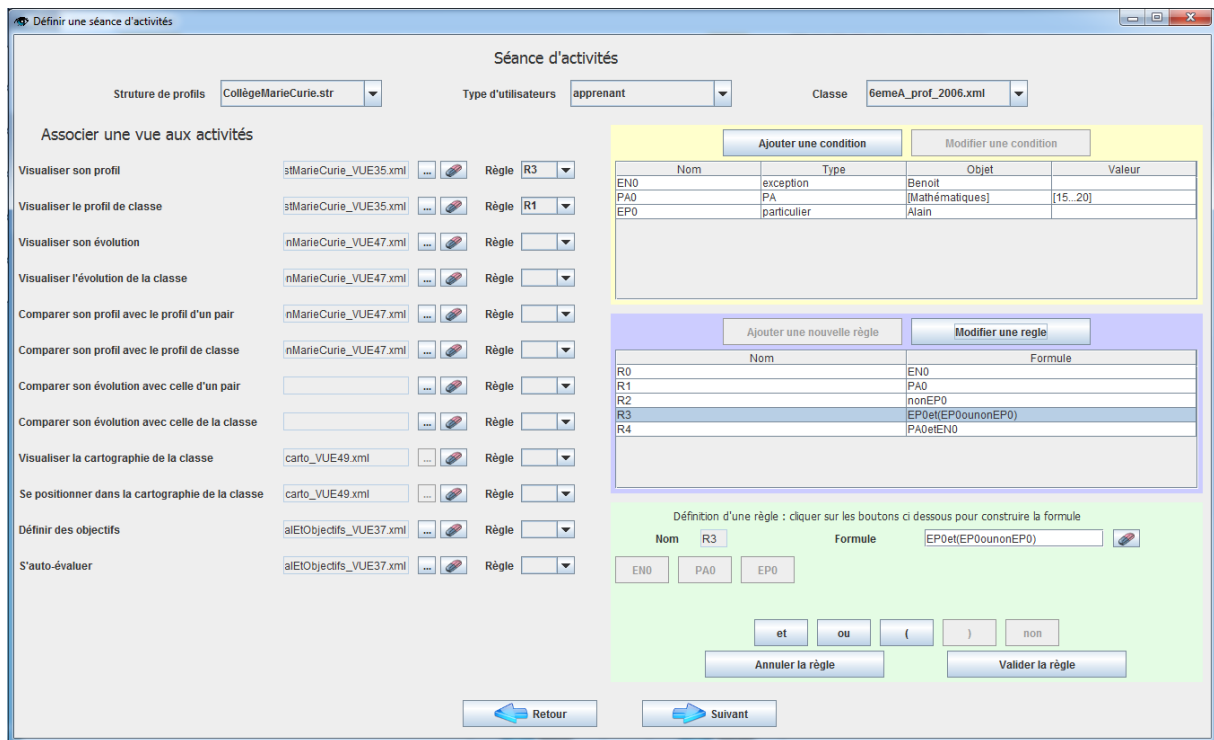 Définir une séance d'activités
Séance d'activités
Struture de profils CollègeMarieCurie.str Type d'utilisateurs apprenant Classe 6emeA_prof_2006.xml
Associer une vue aux activités
Visualiser son profil stMarieCurie_VUE35.xml ... Règle R3
Visualiser le profil de classe stMarieCurie_VUE35.xml ... Règle R1
Visualiser son évolution nMarieCurie_VUE47.xml ... Règle
Visualiser l'évolution de la classe nMarieCurie_VUE47.xml ... Règle
Comparer son profil avec le profil d'un pair nMarieCurie_VUE47.xml ... Règle
Comparer son profil avec le profil de classe nMarieCurie_VUE47.xml ... Règle
Comparer son évolution avec celle d'un pair ... Règle
Comparer son évolution avec celle de la classe ... Règle
Visualiser la cartographie de la classe carto_VUE49.xml ... Règle
Se positionner dans la cartographie de la classe carto_VUE49.xml ... Règle
Définir des objectifs alEtObjectifs_VUE37.xml ... Règle
S'auto-évaluer alEtObjectifs_VUE37.xml ... Règle
Ajouter une condition Modifier une condition
Nom Type Objet Valeur
EN0 exception Benoit
PA0 PA [Mathématiques] [15...20]
EP0 particulier Alain
Ajouter une nouvelle règle Modifier une regle
Nom Formule
R0 EN0
R1 PA0
R2 nonEP0
R3 EP0et(EP0ounonEP0)
R4 PA0etEN0
Définition d'une règle : cliquer sur les boutons ci dessous pour construire la formule
Nom R3 Formule EP0et(EP0ounonEP0)
EN0 PA0 EP0
et ou ( ) non
Annuler la règle Valider la règle
Retour Suivant